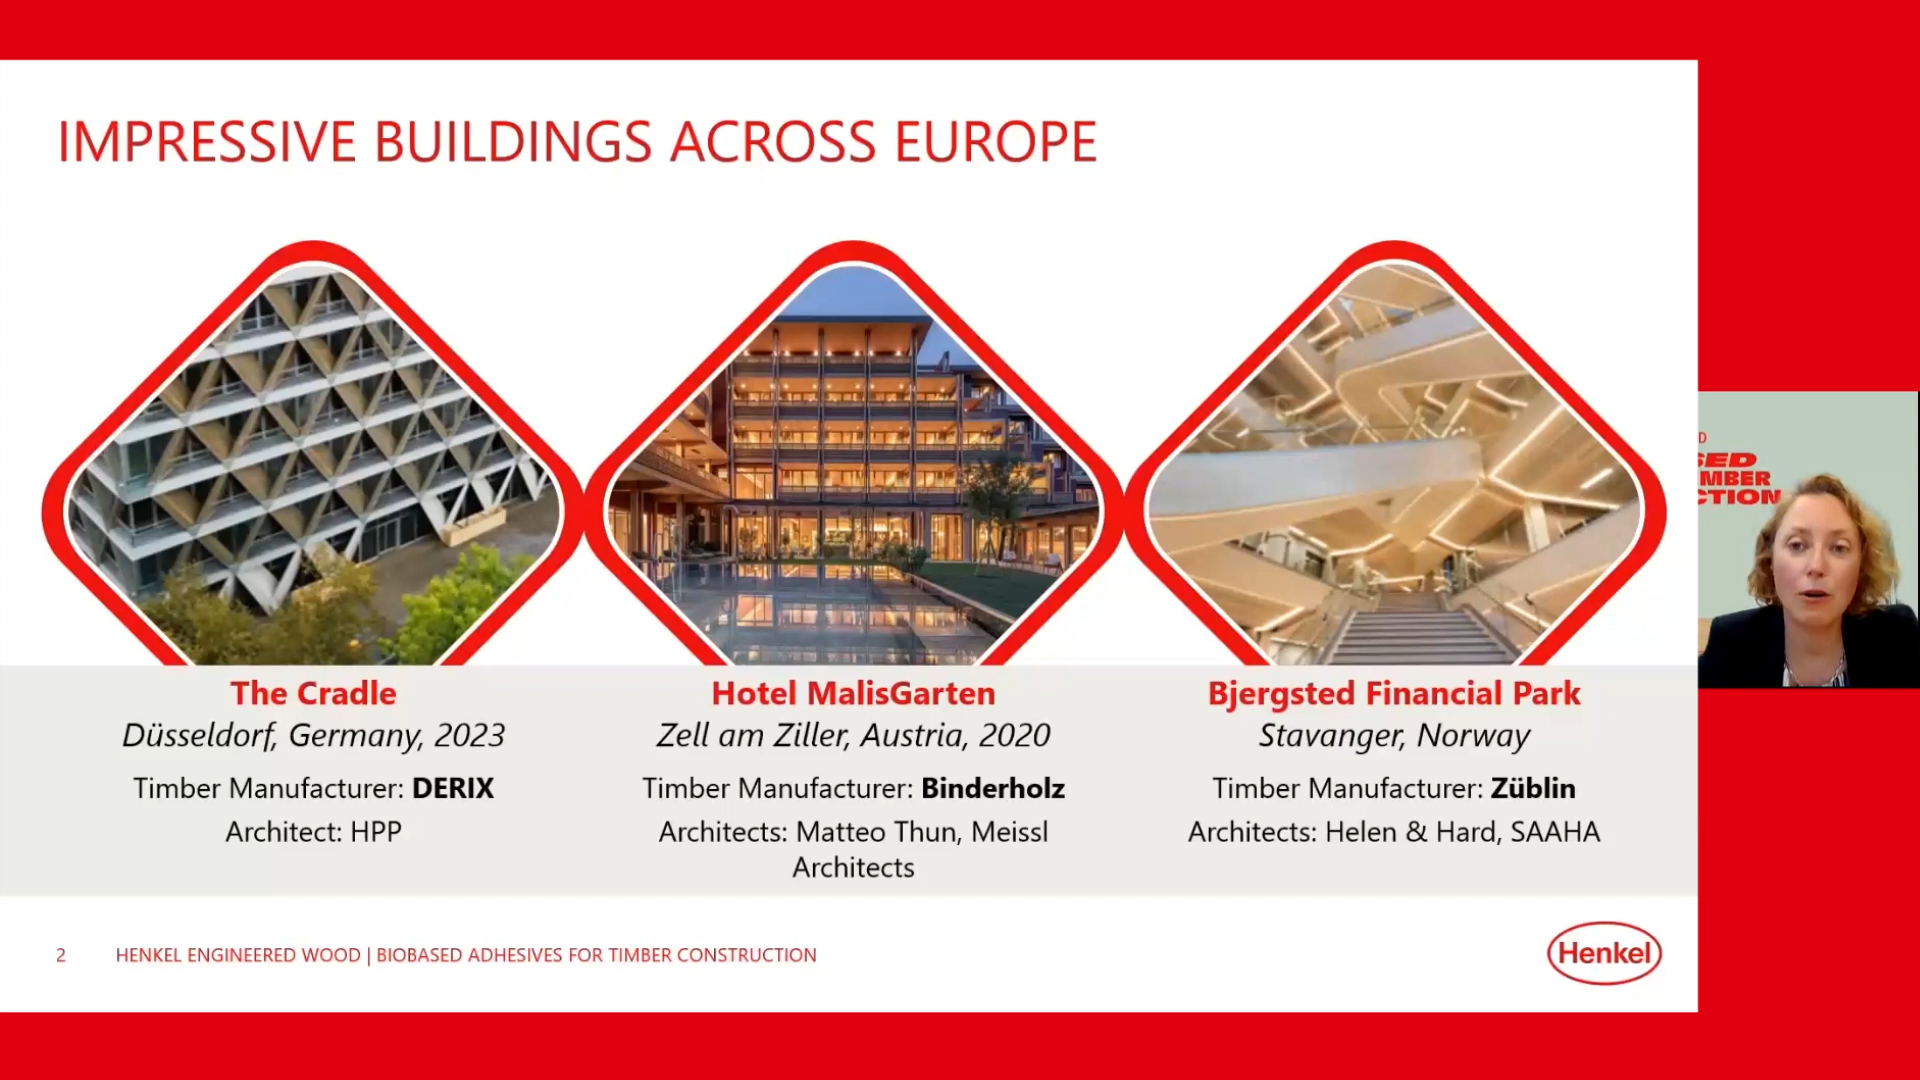 IMPRESSIVE BUILDINGS ACROSS EUROPE
The Cradle
Düsseldorf, Germany, 2023
Timber Manufacturer: DERIX
Architect: HPP
Hotel MalisGarten
Zell am Ziller, Austria, 2020
Timber Manufacturer: Binderholz
Architects: Matteo Thun, Meissl
Architects
Bjergsted Financial Park
Stavanger, Norway
Timber Manufacturer: Züblin
Architects: Helen & Hard, SAAHA
2 HENKEL ENGINEERED WOOD | BIOBASED ADHESIVES FOR TIMBER CONSTRUCTION
Henkel